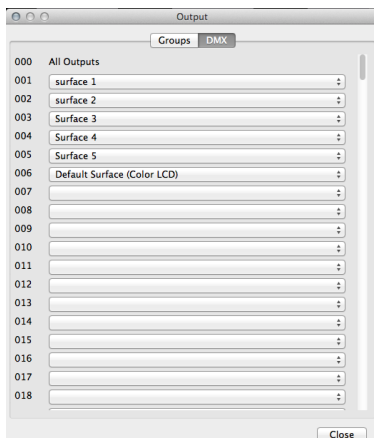 Output
Groups DMX
000 All Outputs
001 surface 1
002 surface 2
003 Surface 3
004 Surface 4
005 Surface 5
006 Default Surface (Color LCD)
007
008
009
010
011
012
013
014
015
016
017
018
Close